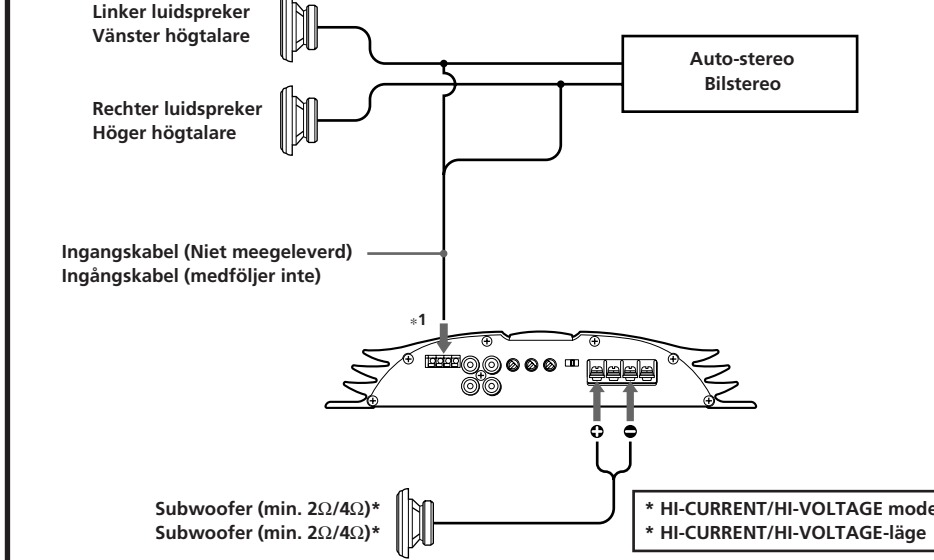 Linker luidspreker
Vänster högtalare
Auto-stereo
Bilstereo
Rechter luidspreker
Höger högtalare
Ingangskabel (Niet meegeleverd)
Ingångskabel (medföljer inte)
*1
+ −
Subwoofer (min. 2Ω/4Ω)*
Subwoofer (min. 2Ω/4Ω)*
* HI-CURRENT/HI-VOLTAGE mode
* HI-CURRENT/HI-VOLTAGE-läge